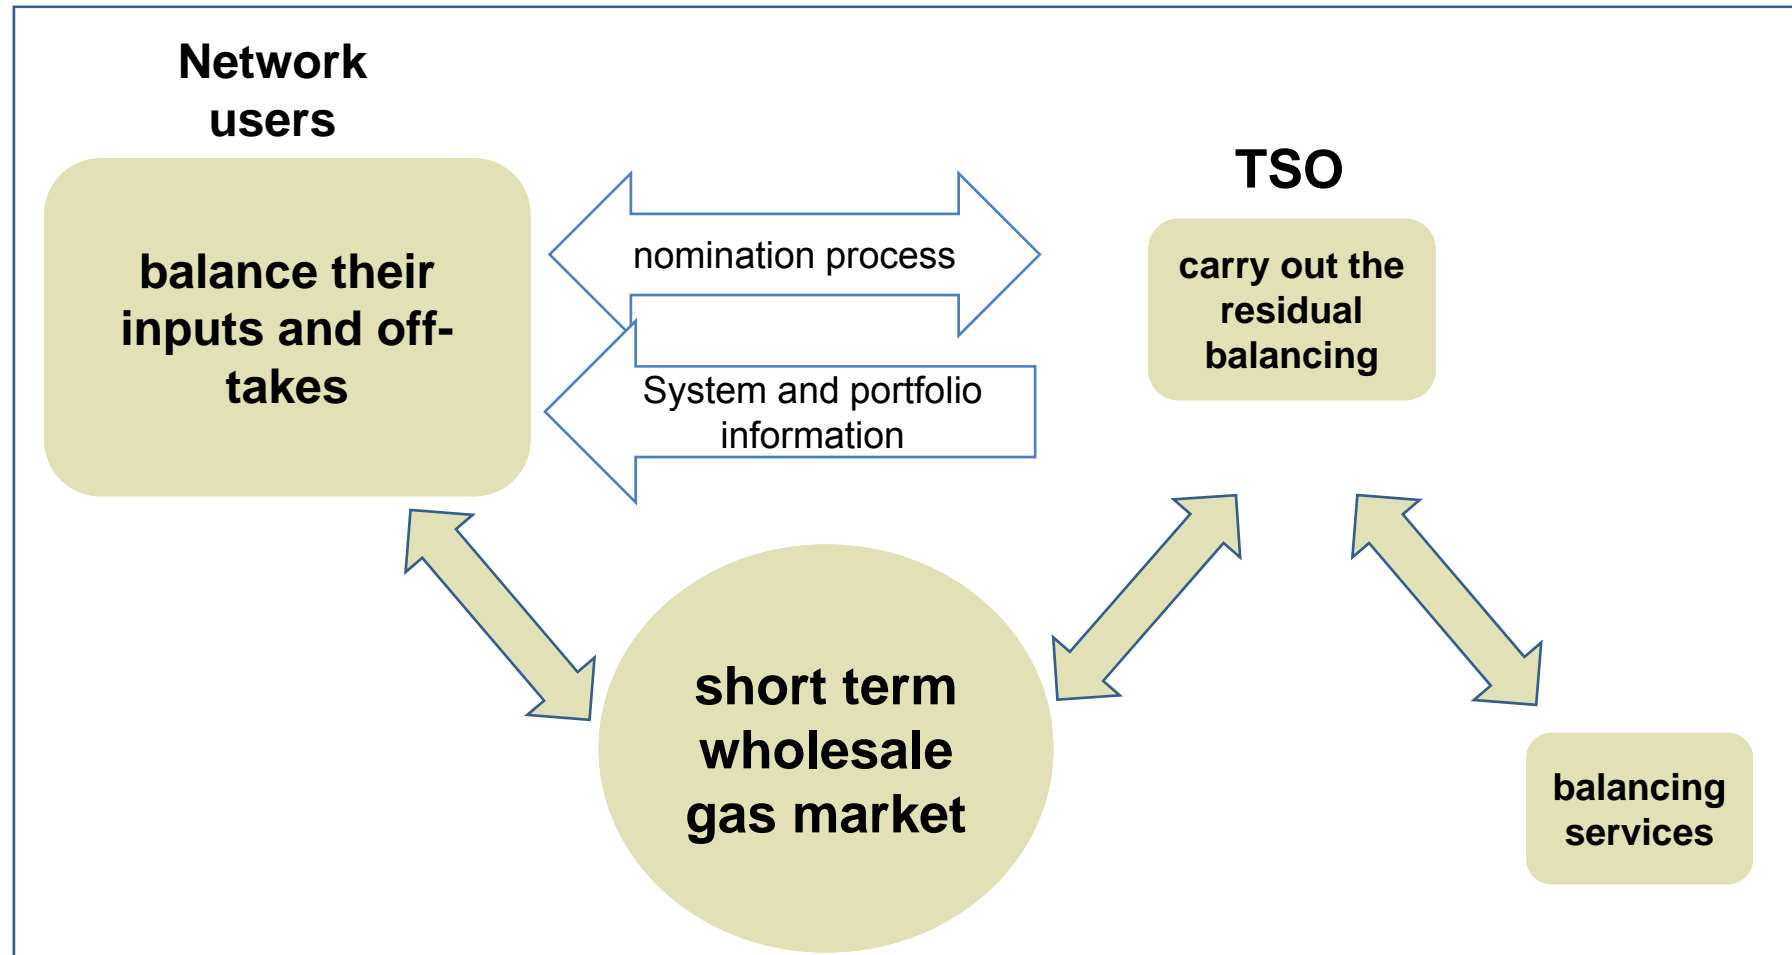 Network
users
balance their
inputs and off-
takes
nomination process
System and portfolio
information
TSO
carry out the
residual
balancing
short term
wholesale
gas market
balancing
services